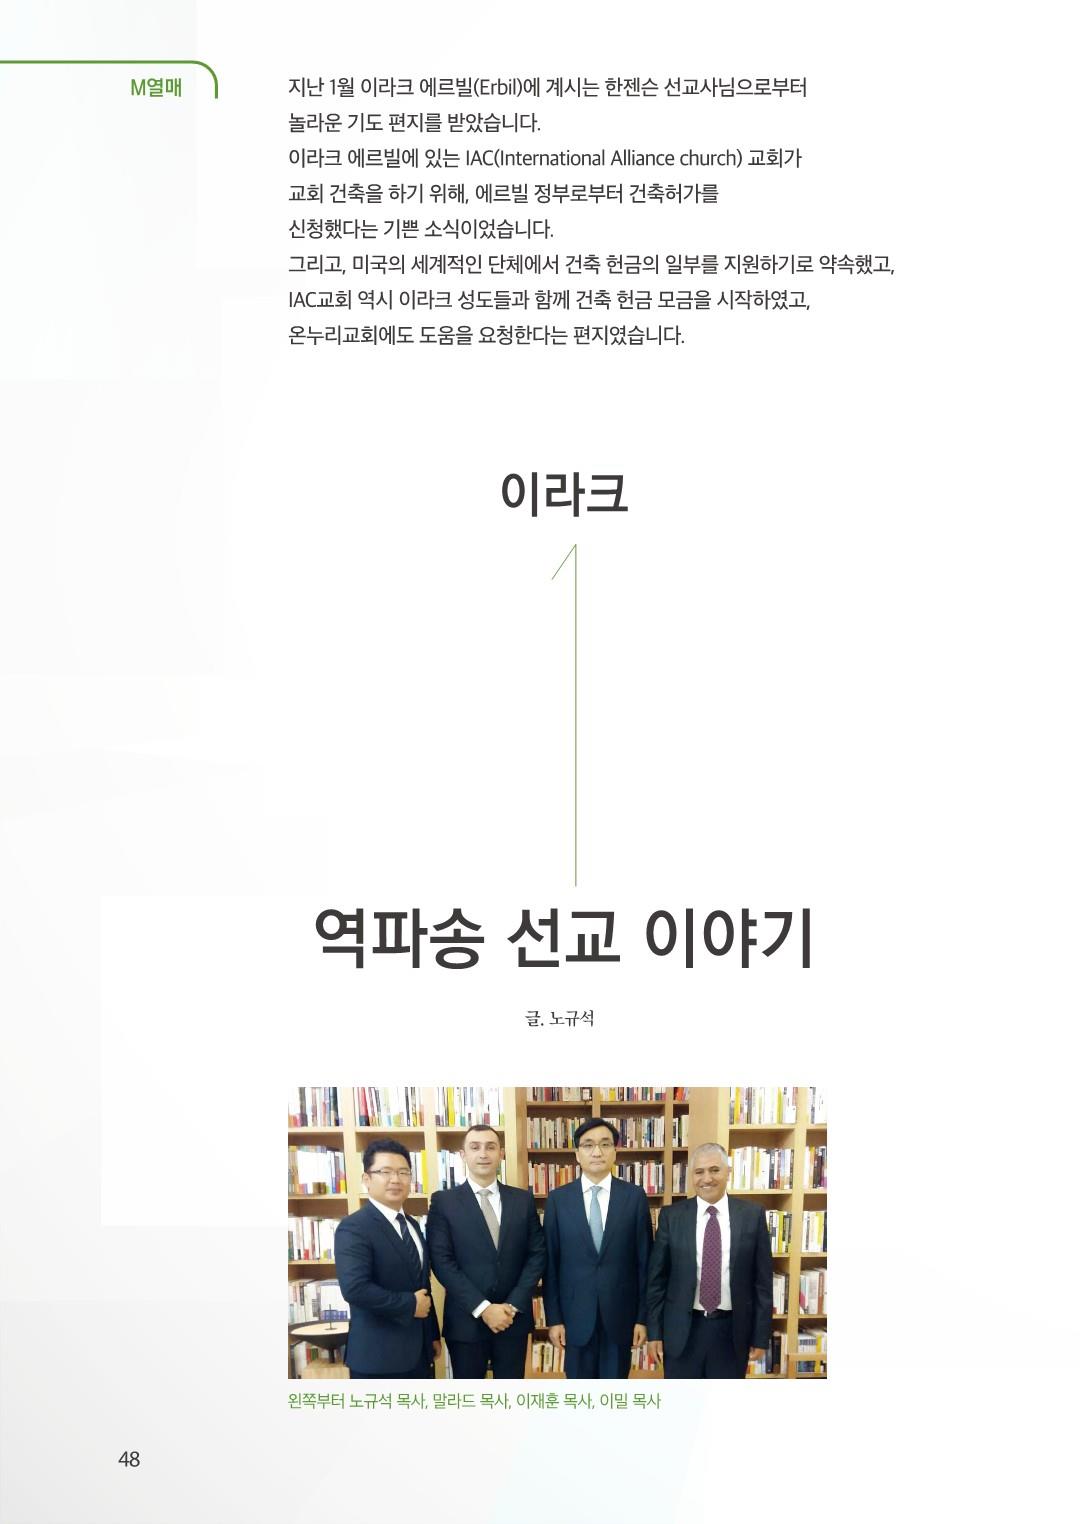 M열매
지난 1월 이라크 에르빌(Erbil)에 계시는 한젠슨 선교사님으로부터
놀라운 기도 편지를 받았습니다.
이라크 에르빌에 있는 IAC(International Alliance church) 교회가
교회 건축을 하기 위해, 에르빌 정부로부터 건축허가를
신청했다는 기쁜 소식이었습니다.
그리고, 미국의 세계적인 단체에서 건축 헌금의 일부를 지원하기로 약속했고,
IAC교회 역시 이라크 성도들과 함께 건축 헌금 모금을 시작하였고,
온누리교회에도 도움을 요청한다는 편지였습니다.
이라크
1
역파송 선교 이야기
글. 노규석
왼쪽부터 노규석 목사, 말라드 목사, 이재훈 목사, 이밀 목사
48